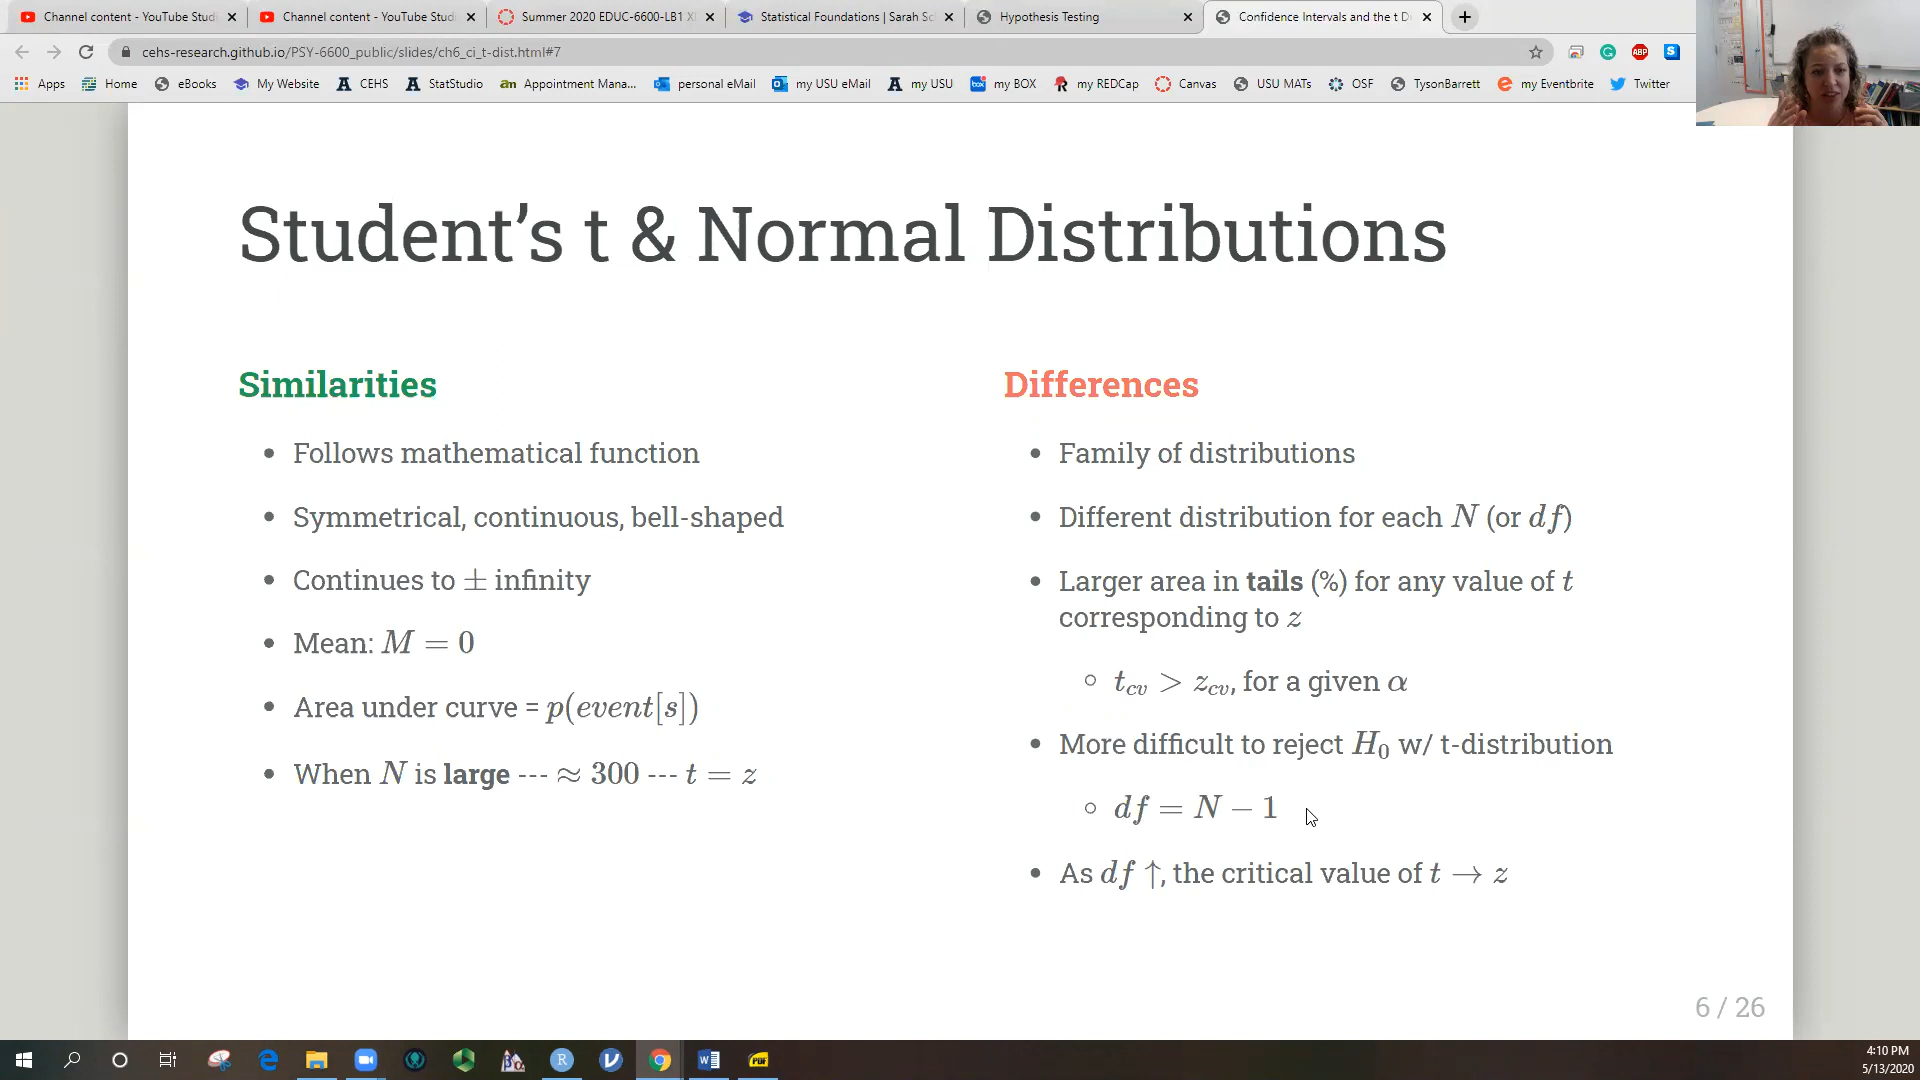 Channel content - YouTube Studi
Channel content - YouTube Studi
Summer 2020 EDUC-6600-LB1 X
Statistical Foundations | Sarah Sc
Hypothesis Testing
Confidence Intervals and the t D
cehs-research.github.io/PSY-6600_public/slides/ch6_ci_t-dist.html#7
Apps Home eBooks My Website CEHS StatStudio Appointment Mana... personal eMail my USU eMail my USU my BOX my REDCap Canvas USU MATs OSF TysonBarrett my Eventbrite Twitter
Student’s t & Normal Distributions
Similarities
• Follows mathematical function
• Symmetrical, continuous, bell-shaped
• Continues to ± infinity
• Mean: M = 0
• Area under curve = p(event[s])
• When N is large --- ≈ 300 --- t = z
Differences
• Family of distributions
• Different distribution for each N (or df)
• Larger area in tails (%) for any value of t
corresponding to z
○ t_cv > z_cv, for a given α
• More difficult to reject H₀ w/ t-distribution
○ df = N − 1
• As df ↑, the critical value of t → z
6 / 26
4:10 PM
5/13/2020